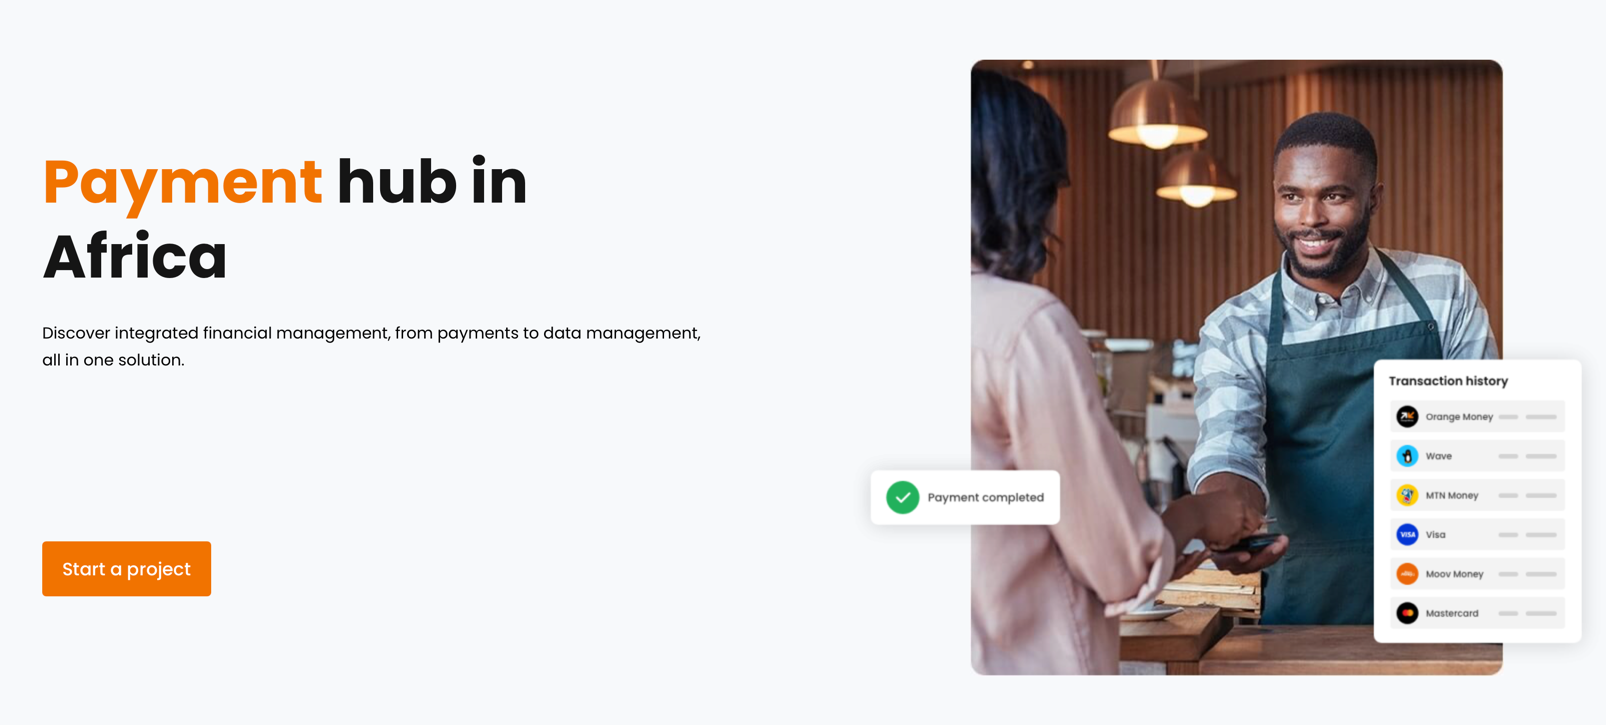 Payment hub in
Africa
Discover integrated financial management, from payments to data management,
all in one solution.
Start a project
Payment completed
Transaction history
Orange Money
Wave
MTN Money
VISA
Visa
Moov Money
Mastercard